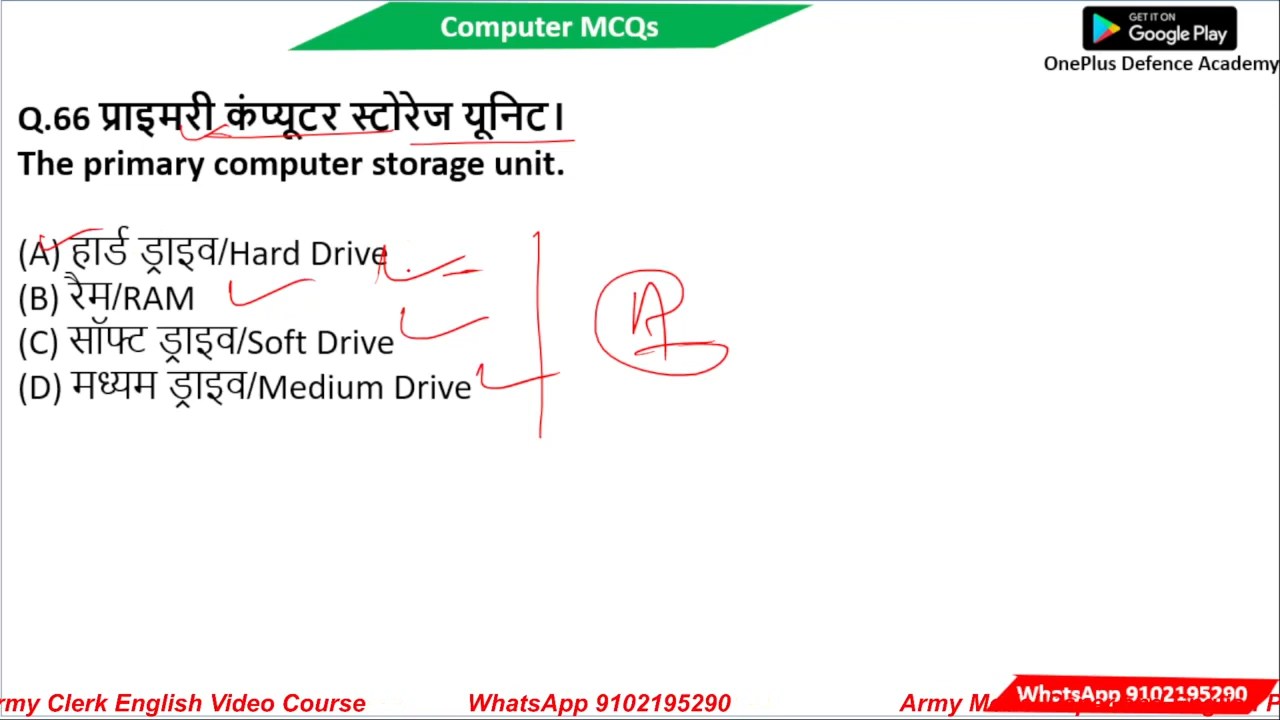 Computer MCQs
GET IT ON
Google Play
OnePlus Defence Academy
Q.66 प्राइमरी कंप्यूटर स्टोरेज यूनिट।
The primary computer storage unit.
(A) हार्ड ड्राइव/Hard Drive
(B) रैम/RAM
(C) सॉफ्ट ड्राइव/Soft Drive
(D) मध्यम ड्राइव/Medium Drive
A
WhatsApp 9102195290
rmy Clerk English Video Course WhatsApp 9102195290 Army M